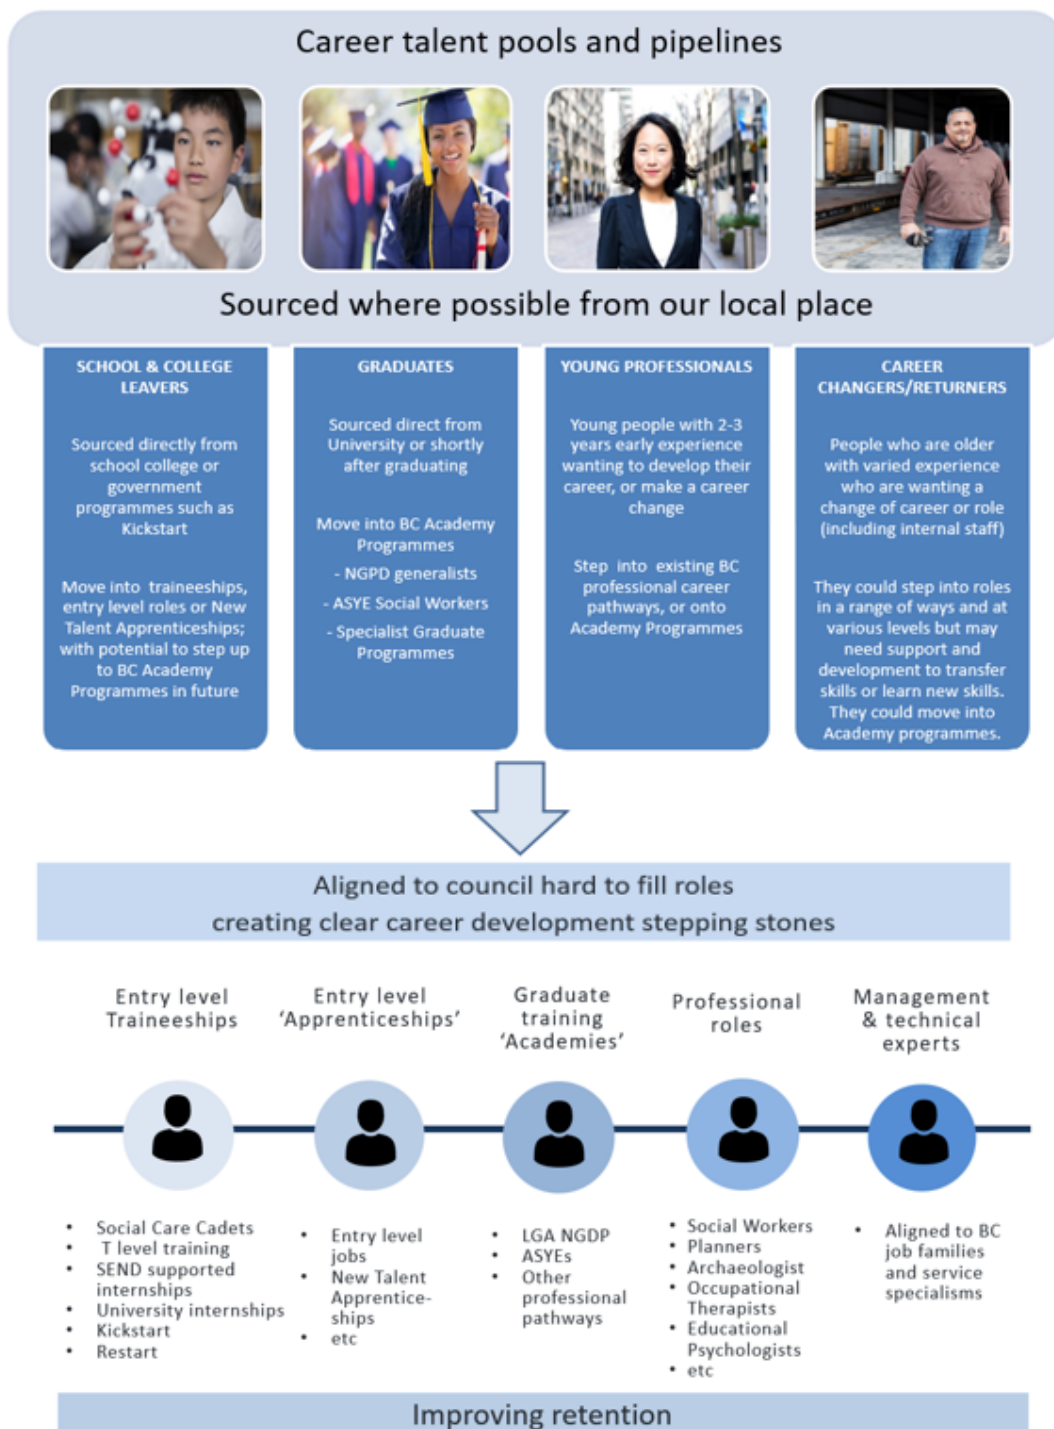 Career talent pools and pipelines
Sourced where possible from our local place
SCHOOL & COLLEGE
LEAVERS
Sourced directly from
school college or
government
programmes such as
Kickstart
Move into traineeships,
entry level roles or New
Talent Apprenticeships;
with potential to step up
to BC Academy
Programmes in future
GRADUATES
Sourced direct from
University or shortly
after graduating
Move into BC Academy
Programmes
- NGPD generalists
- ASYE Social Workers
- Specialist Graduate
Programmes
YOUNG PROFESSIONALS
Young people with 2-3
years early experience
wanting to develop their
career, or make a career
change
Step into existing BC
professional career
pathways, or onto
Academy Programmes
CAREER
CHANGERS/RETURNERS
People who are older
with varied experience
who are wanting a
change of career or role
(including internal staff)
They could step into roles
in a range of ways and at
various levels but may
need support and
development to transfer
skills or learn new skills.
They could move into
Academy programmes.
Aligned to council hard to fill roles
creating clear career development stepping stones
Entry level
Traineeships
Entry level
'Apprenticeships'
Graduate
training
'Academies'
Professional
roles
Management
& technical
experts
• Social Care Cadets
• T level training
• SEND supported
internships
• University internships
• Kickstart
• Restart
• Entry level
jobs
• New Talent
Apprentice-
ships
• etc
• LGA NGDP
• ASYEs
• Other
professional
pathways
• Social Workers
• Planners
• Archaeologist
• Occupational
Therapists
• Educational
Psychologists
• etc
• Aligned to BC
job families
and service
specialisms
Improving retention